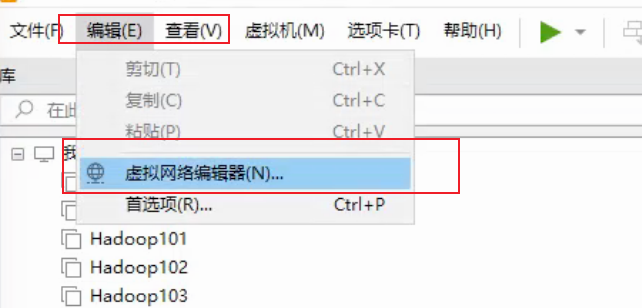 文件(F) 编辑(E) 查看(V) 虚拟机(M) 选项卡(T) 帮助(H)
库
剪切(T) Ctrl+X
复制(C) Ctrl+C
在此
粘贴(P) Ctrl+V
虚拟网络编辑器(N)...
首选项(R)... Ctrl+P
Hadoop101
Hadoop102
Hadoop103